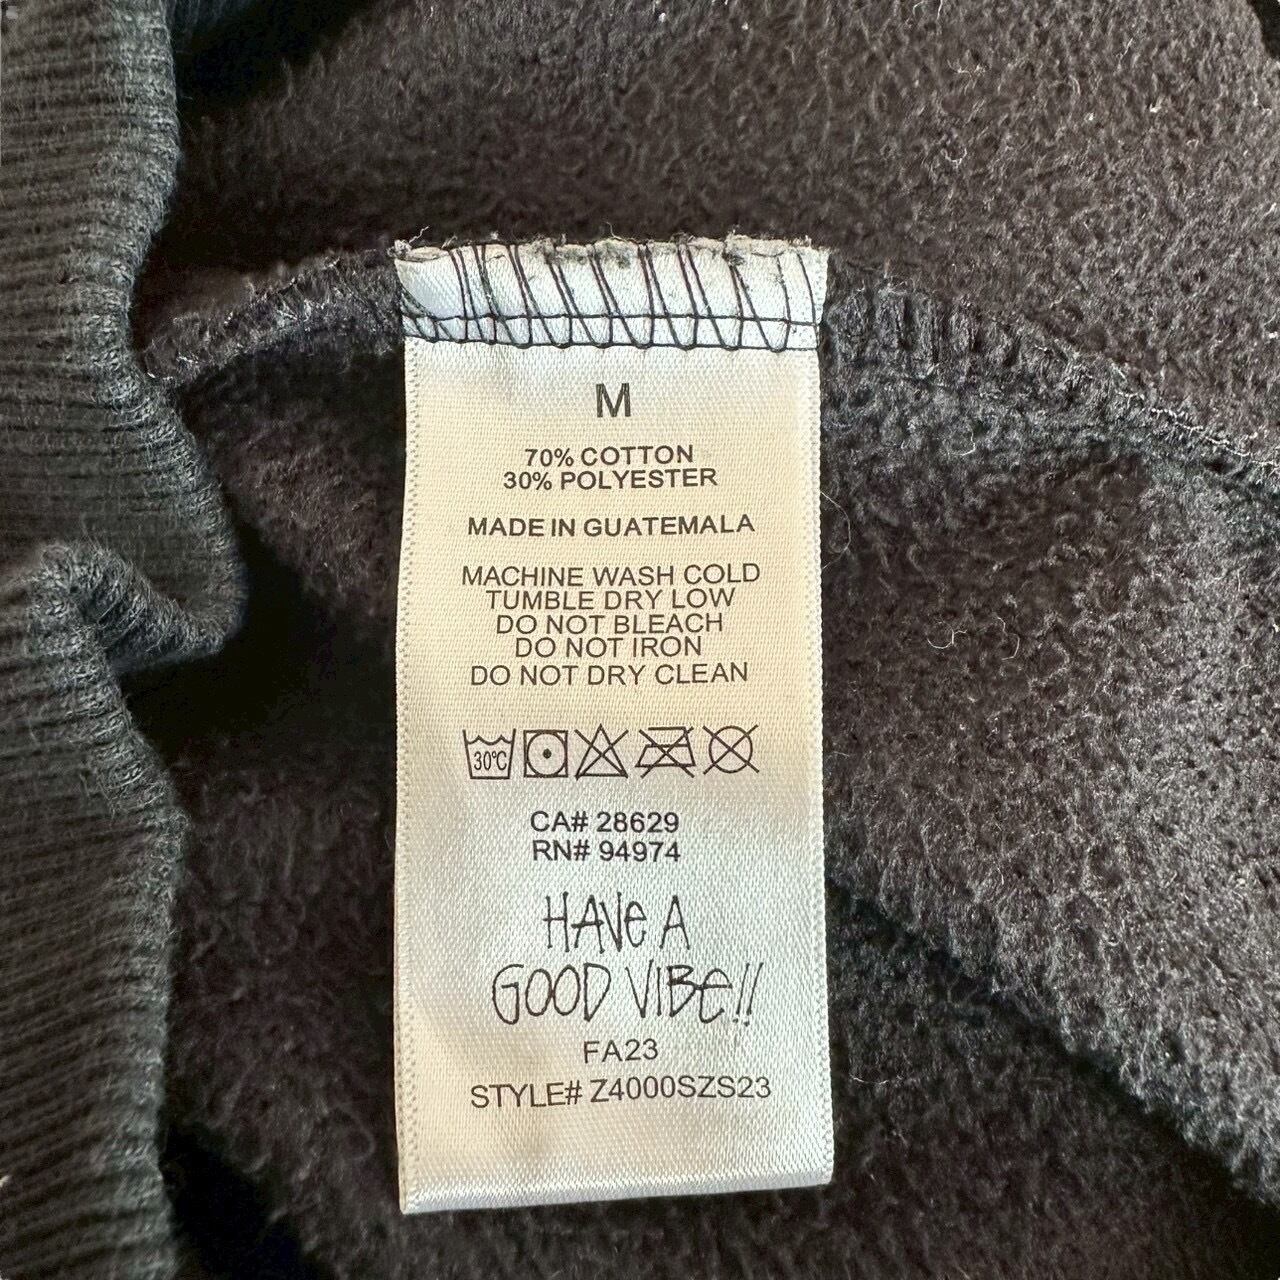 M
70% COTTON
30% POLYESTER
MADE IN GUATEMALA
MACHINE WASH COLD
TUMBLE DRY LOW
DO NOT BLEACH
DO NOT IRON
DO NOT DRY CLEAN
30°C
CA# 28629
RN# 94974
HAVe A
GOOD VIBe!!
FA23
STYLE# Z4000SZS23